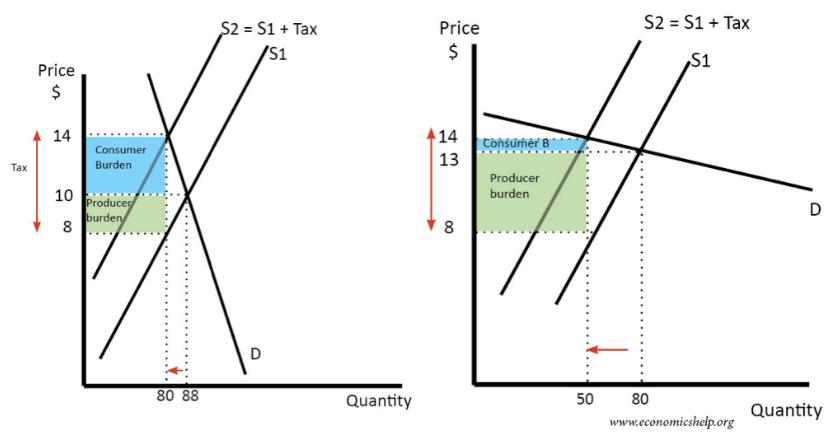 S2 = S1 + Tax
S1
Price
$
14
Consumer
Burden
Tax
10
Producer
burden
8
D
80 88
Quantity
Price
$
S2 = S1 + Tax
S1
14
Consumer B
13
Producer
burden
8
D
50
80
Quantity
www.economicshelp.org